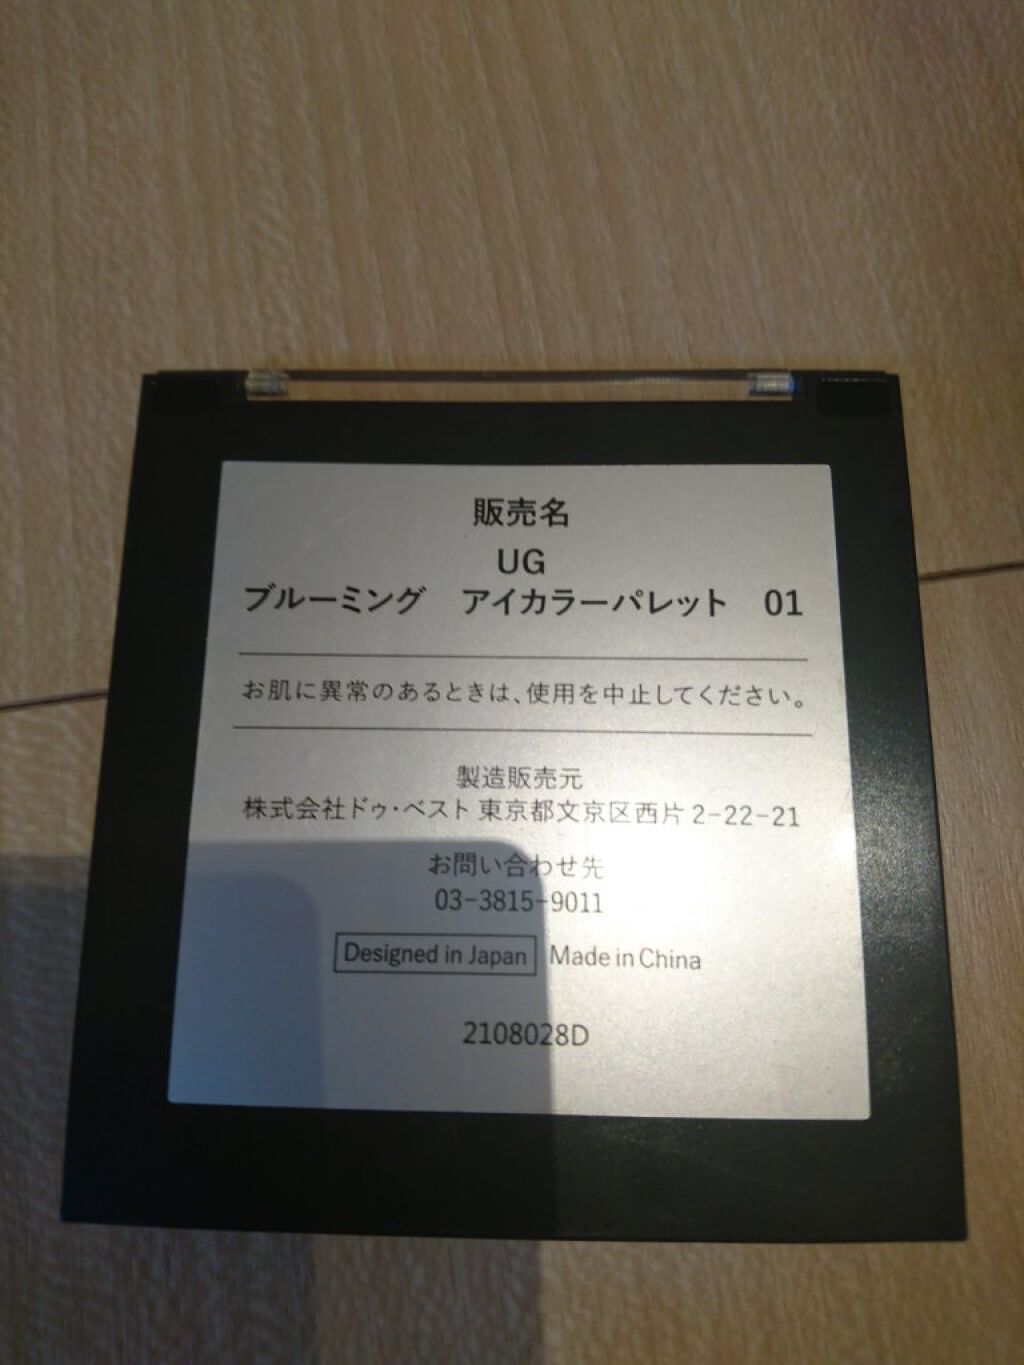 販売名
UG
ブルーミング　アイカラーパレット　01
お肌に異常のあるときは、使用を中止してください。
製造販売元
株式会社ドゥ・ベスト 東京都文京区西片2-22-21
お問い合わせ先
03-3815-9011
Designed in Japan Made in China
2108028D